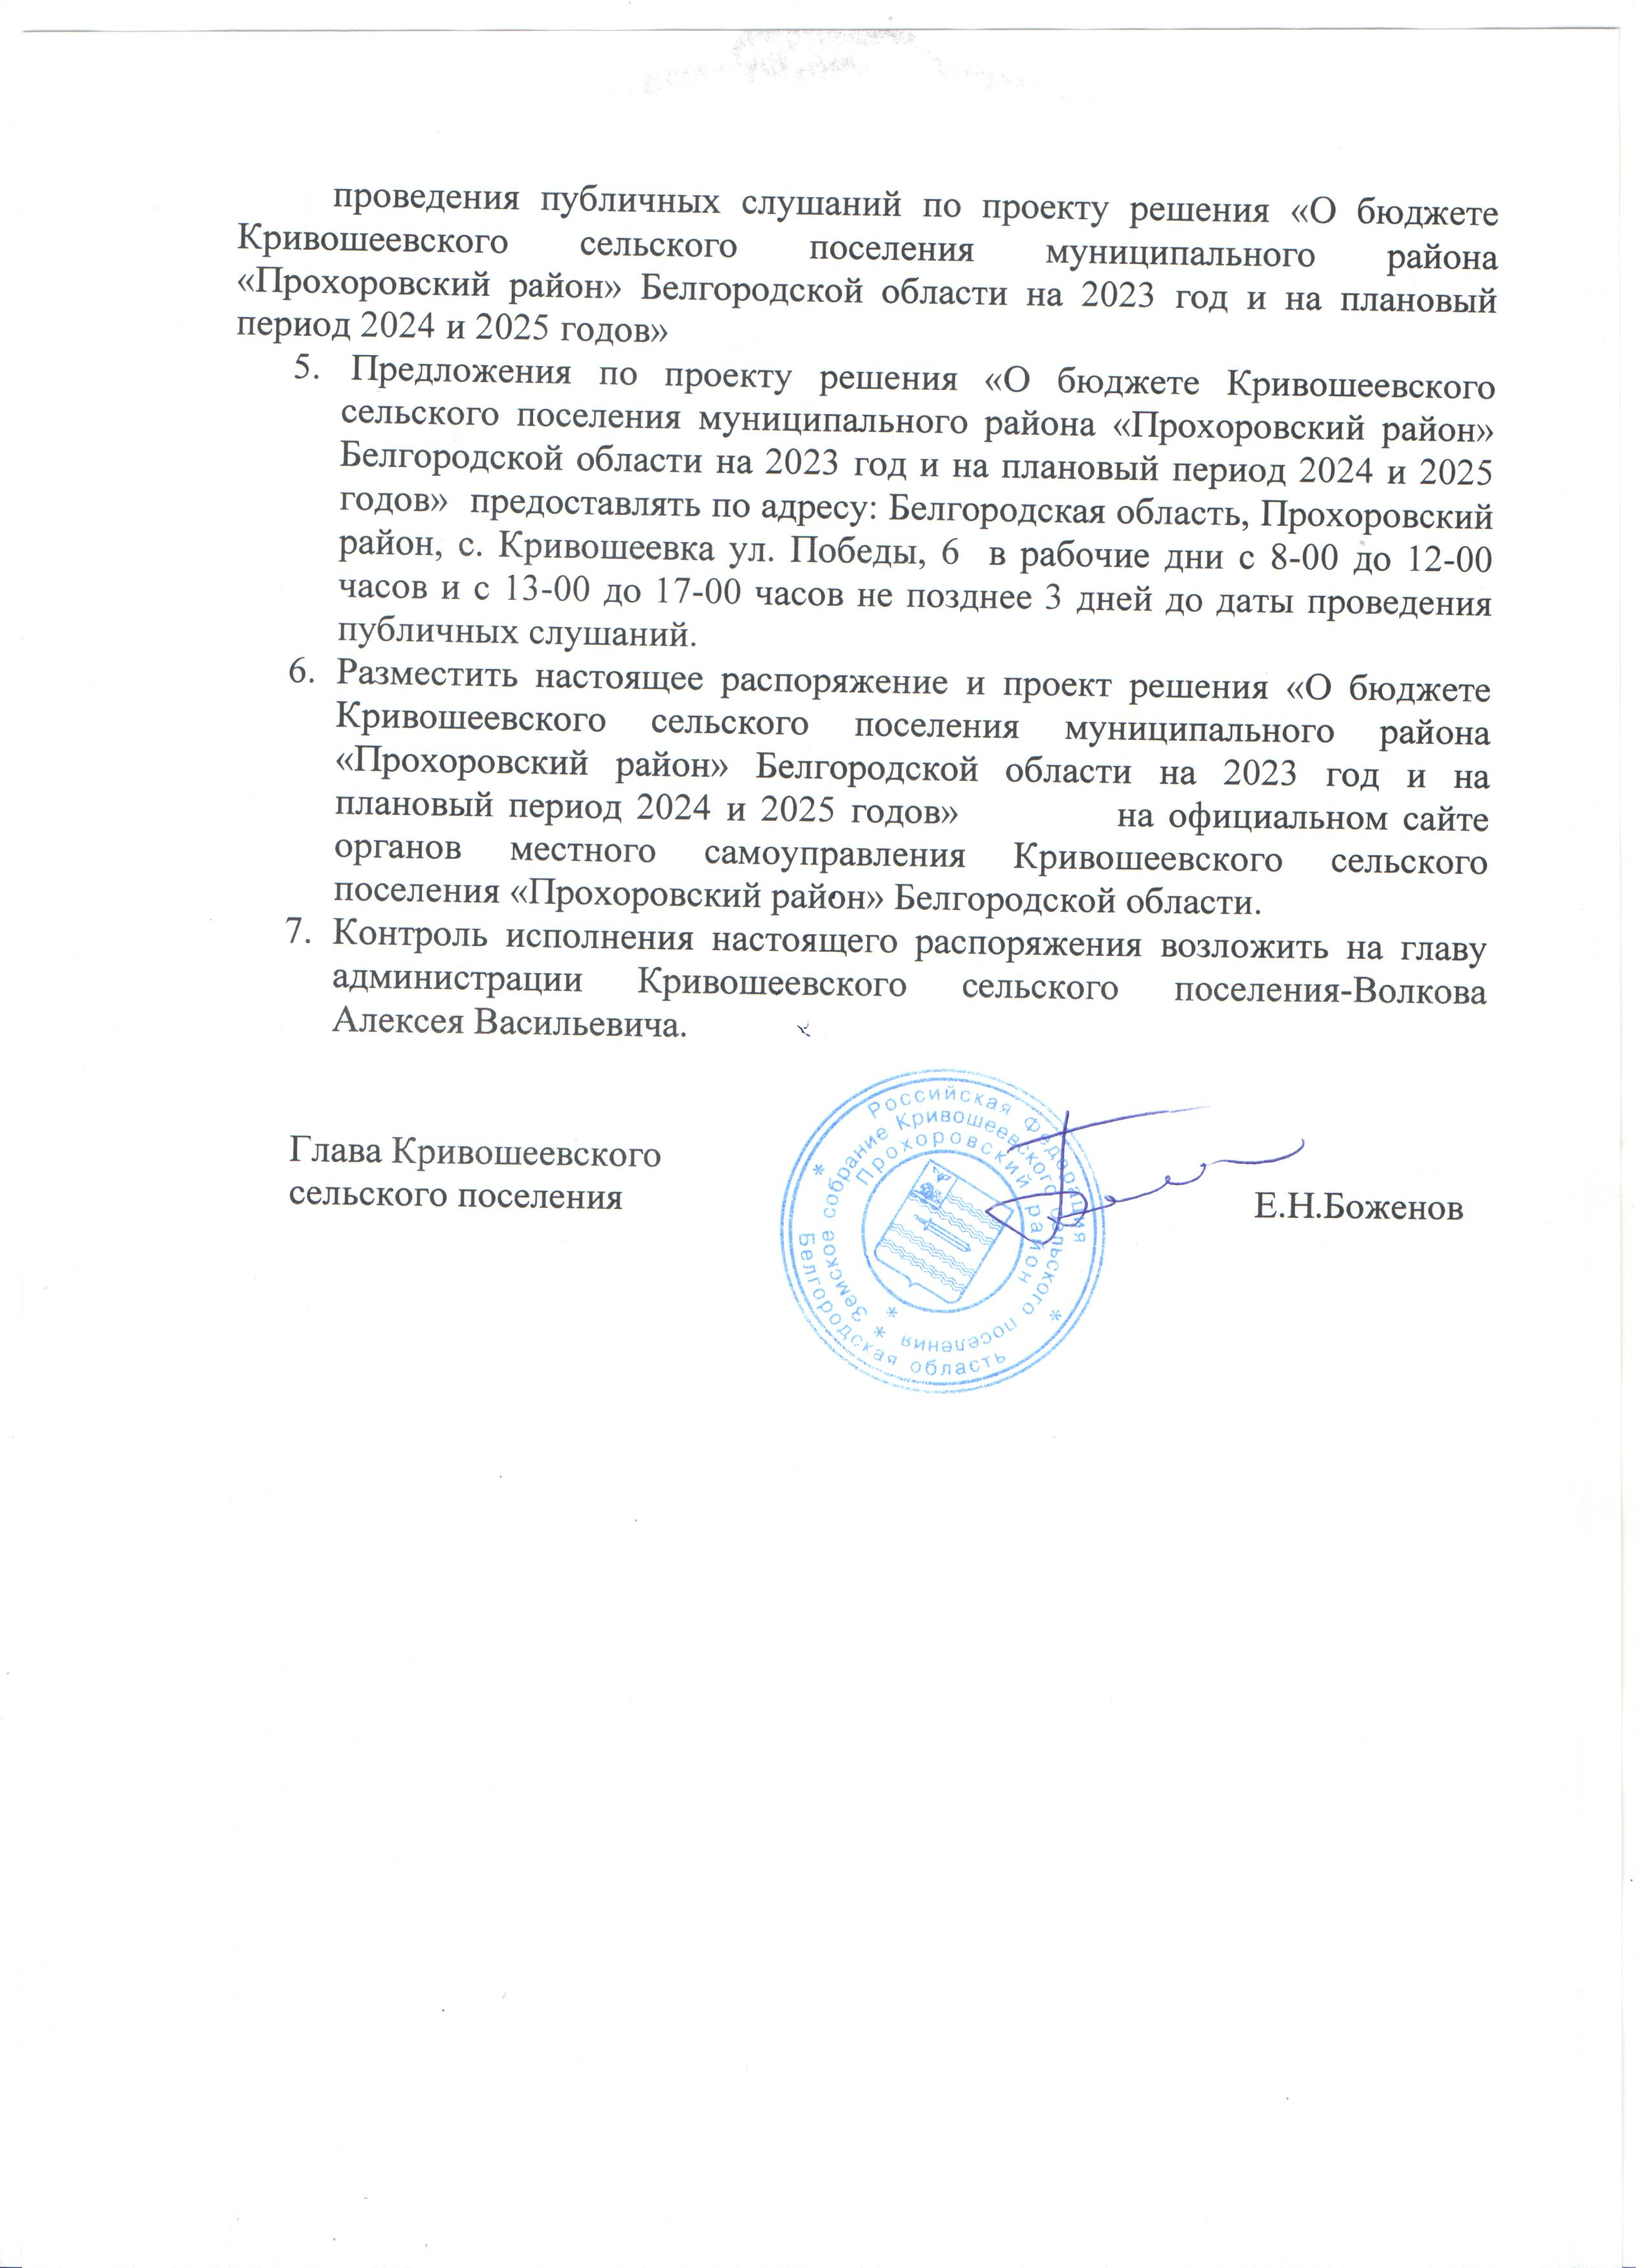 проведения публичных слушаний по проекту решения «О бюджете
Кривошеевского сельского поселения муниципального района
«Прохоровский район» Белгородской области на 2023 год и на плановый
период 2024 и 2025 годов»
5. Предложения по проекту решения «О бюджете Кривошеевского
сельского поселения муниципального района «Прохоровский район»
Белгородской области на 2023 год и на плановый период 2024 и 2025
годов» предоставлять по адресу: Белгородская область, Прохоровский
район, с. Кривошеевка ул. Победы, 6 в рабочие дни с 8-00 до 12-00
часов и с 13-00 до 17-00 часов не позднее 3 дней до даты проведения
публичных слушаний.
6. Разместить настоящее распоряжение и проект решения «О бюджете
Кривошеевского сельского поселения муниципального района
«Прохоровский район» Белгородской области на 2023 год и на
плановый период 2024 и 2025 годов» на официальном сайте
органов местного самоуправления Кривошеевского сельского
поселения «Прохоровский район» Белгородской области.
7. Контроль исполнения настоящего распоряжения возложить на главу
администрации Кривошеевского сельского поселения-Волкова
Алексея Васильевича.
Глава Кривошеевского
сельского поселения
Е.Н.Боженов
Российская Федерация
* Белгородская область *
Земское собрание Кривошеевского сельского поселения *
Прохоровский район *